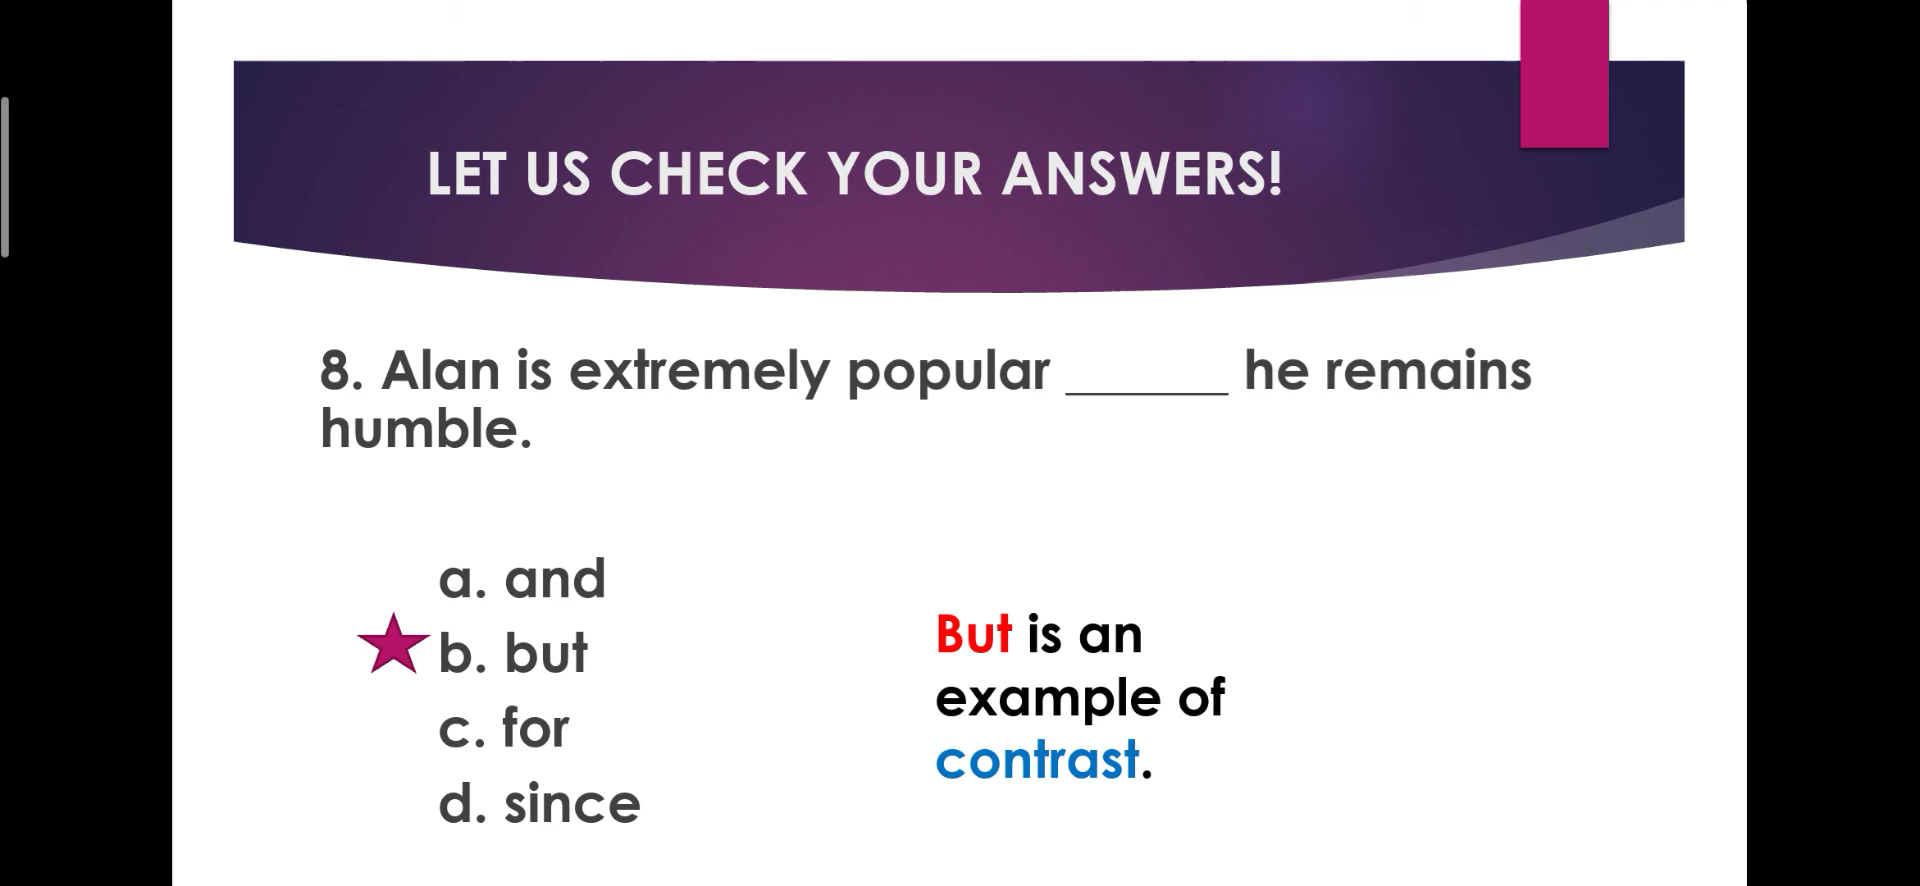 LET US CHECK YOUR ANSWERS!
8. Alan is extremely popular ______ he remains
humble.
a. and
b. but
c. for
d. since
But is an
example of
contrast.